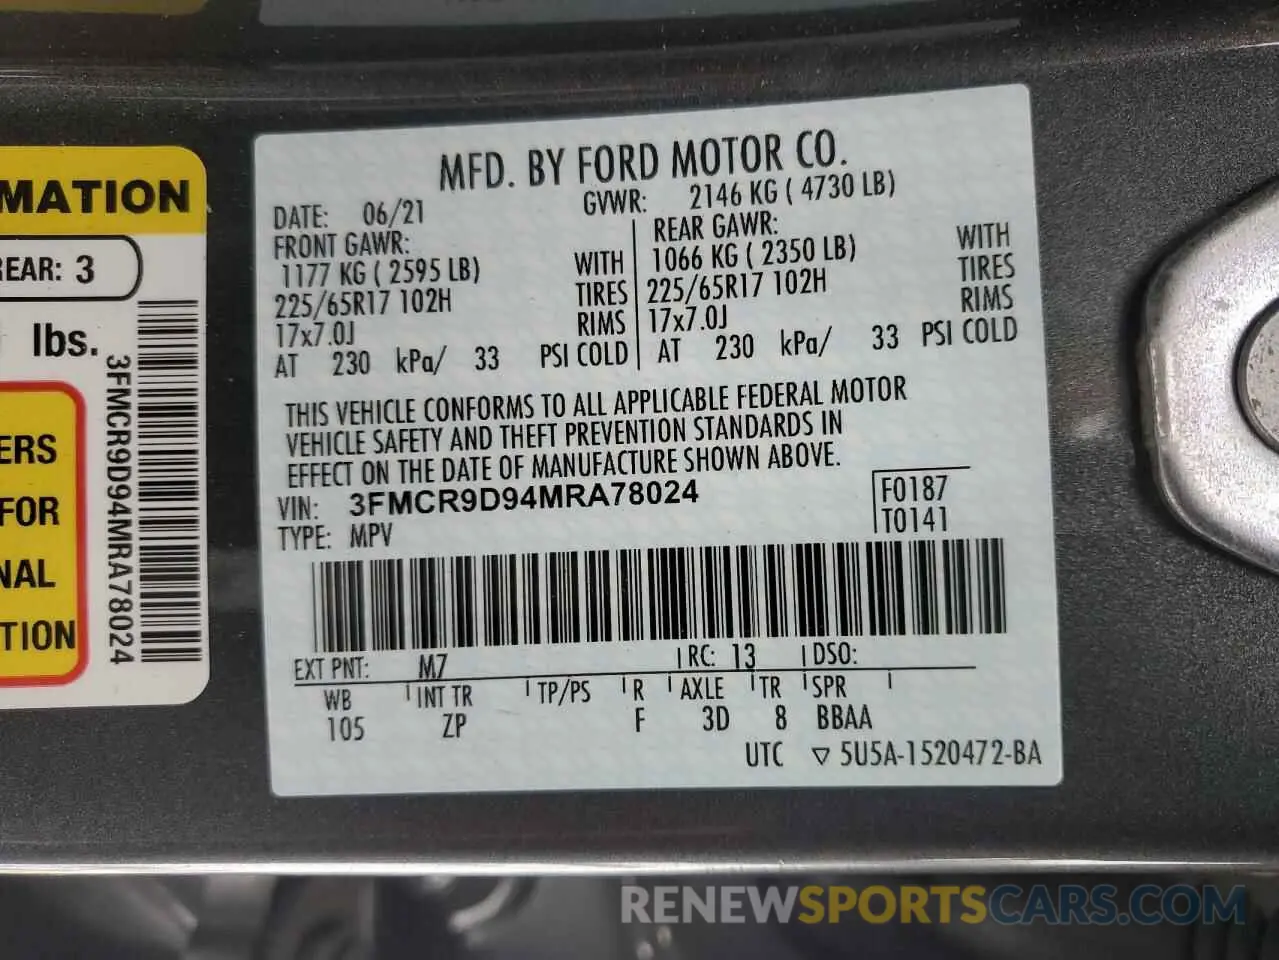 MATION
REAR: 3
lbs.
ERS
FOR
NAL
TION
3FMCR9D94MRA78024
MFD. BY FORD MOTOR CO.
DATE: 06/21 GVWR: 2146 KG ( 4730 LB)
FRONT GAWR: REAR GAWR:
1177 KG ( 2595 LB) WITH 1066 KG ( 2350 LB) WITH
225/65R17 102H TIRES 225/65R17 102H TIRES
17x7.0J RIMS 17x7.0J RIMS
AT 230 kPa/ 33 PSI COLD AT 230 kPa/ 33 PSI COLD
THIS VEHICLE CONFORMS TO ALL APPLICABLE FEDERAL MOTOR
VEHICLE SAFETY AND THEFT PREVENTION STANDARDS IN
EFFECT ON THE DATE OF MANUFACTURE SHOWN ABOVE.
VIN: 3FMCR9D94MRA78024 F0187
TYPE: MPV T0141
EXT PNT: M7 RC: 13 DSO:
WB INT TR TP/PS R AXLE TR SPR
105 ZP F 3D 8 BBAA
UTC ▽ 5U5A-1520472-BA
RENEWSPORTSCARS.COM